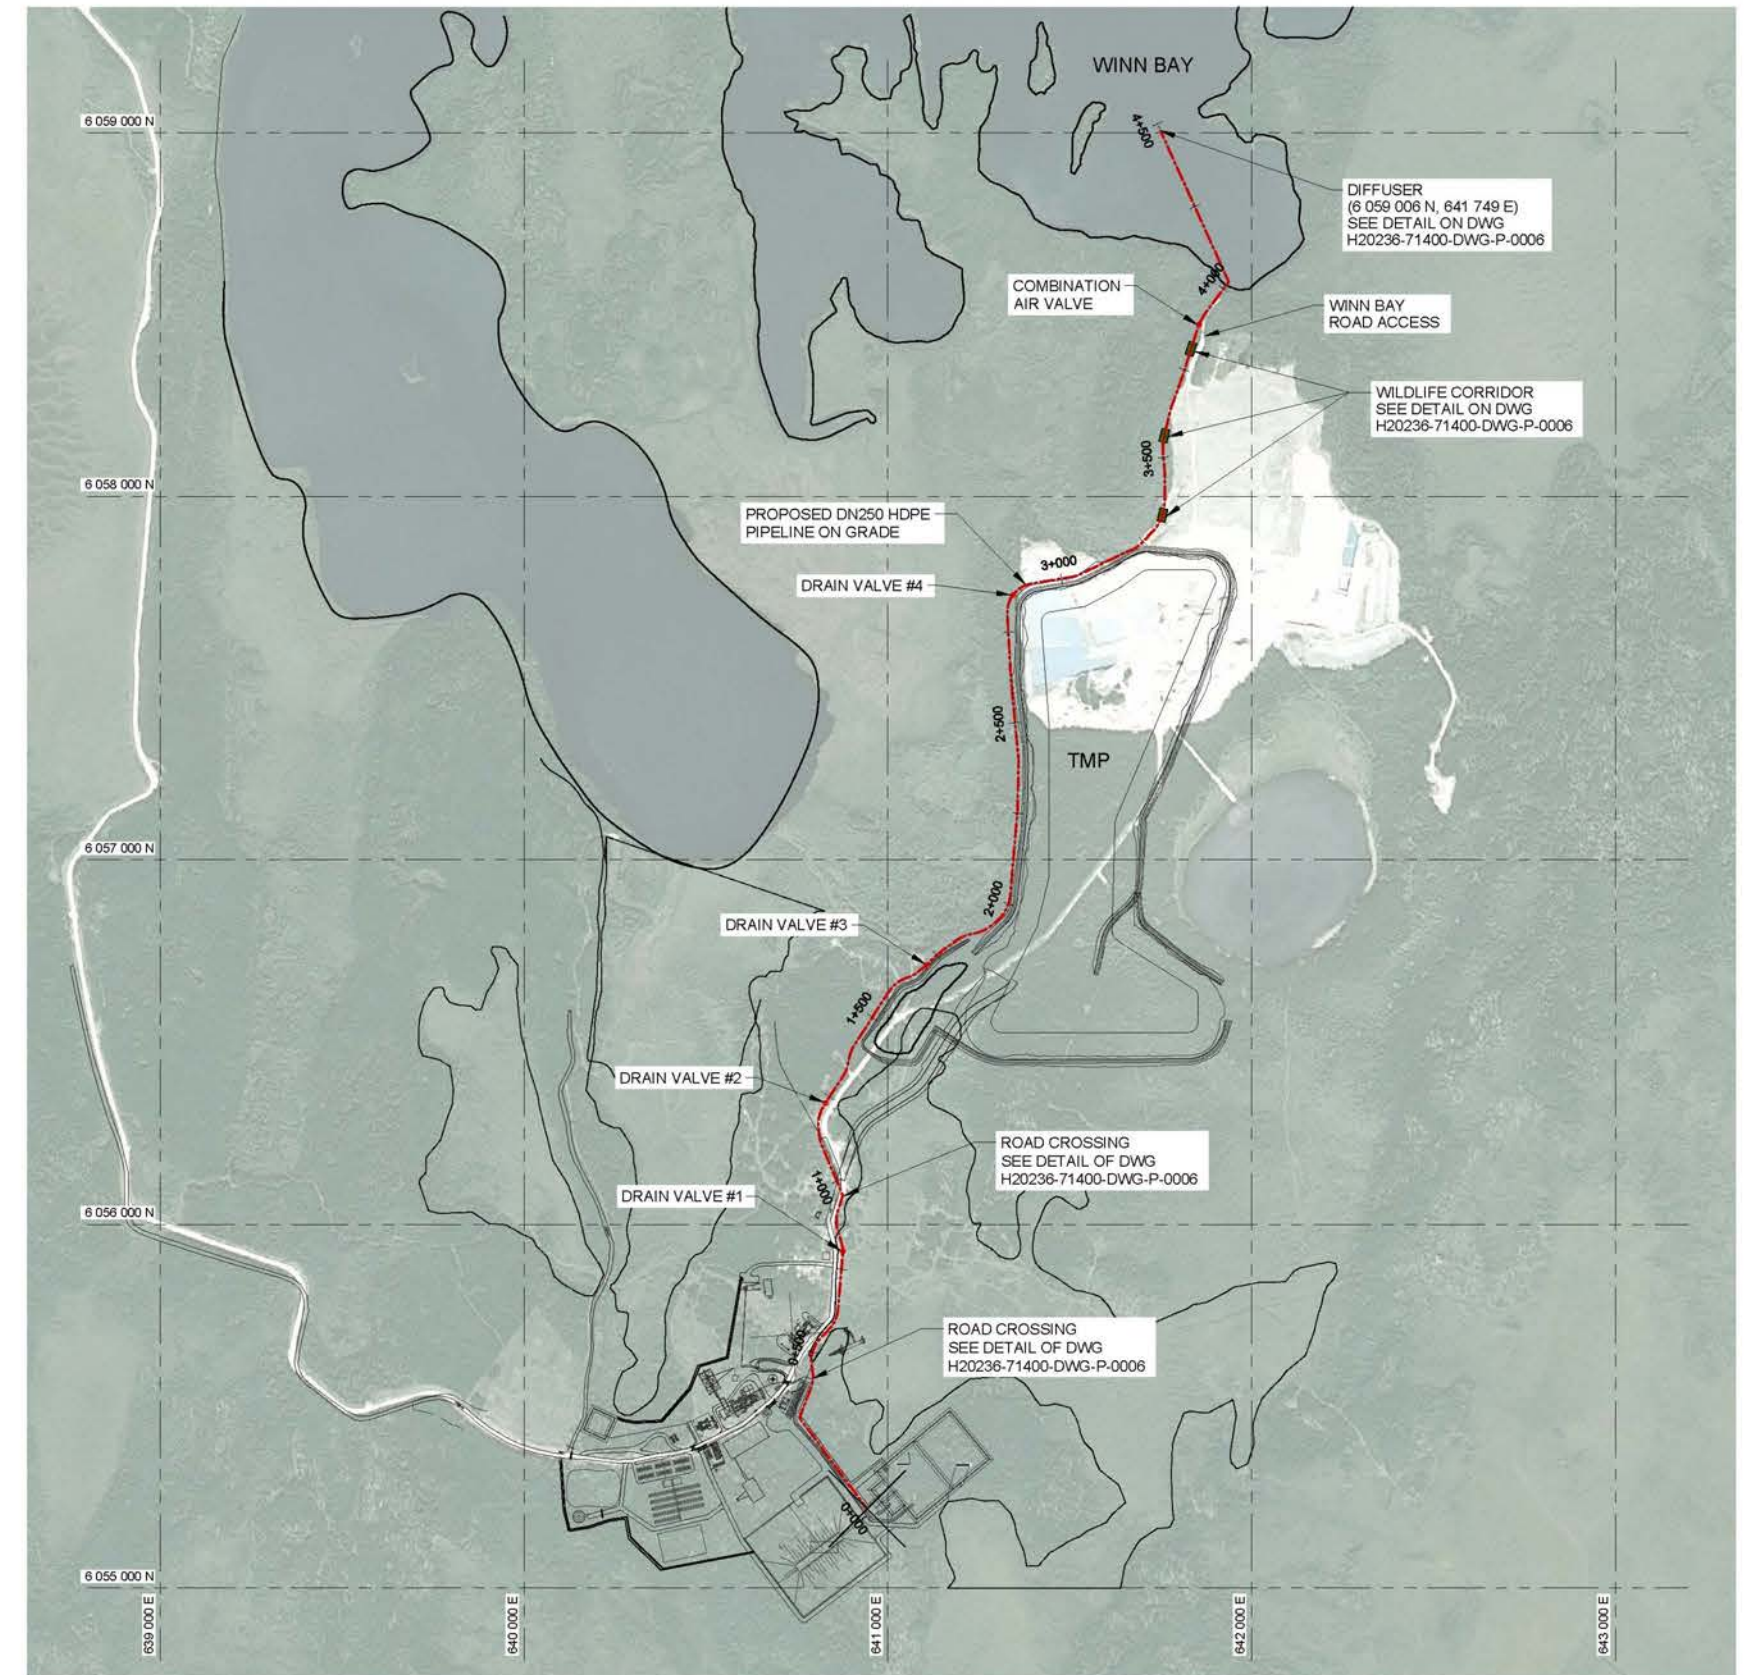 WINN BAY
6 059 000 N
4+500
DIFFUSER
(6 059 006 N, 641 749 E)
SEE DETAIL ON DWG
H20236-71400-DWG-P-0006
4+000
COMBINATION
AIR VALVE
WINN BAY
ROAD ACCESS
WILDLIFE CORRIDOR
SEE DETAIL ON DWG
H20236-71400-DWG-P-0006
3+500
6 058 000 N
PROPOSED DN250 HDPE
PIPELINE ON GRADE
3+000
DRAIN VALVE #4
2+500
TMP
6 057 000 N
2+000
DRAIN VALVE #3
1+500
DRAIN VALVE #2
ROAD CROSSING
SEE DETAIL OF DWG
H20236-71400-DWG-P-0006
1+000
DRAIN VALVE #1
6 056 000 N
ROAD CROSSING
SEE DETAIL OF DWG
H20236-71400-DWG-P-0006
0+500
0+000
6 055 000 N
639 000 E
640 000 E
641 000 E
642 000 E
643 000 E